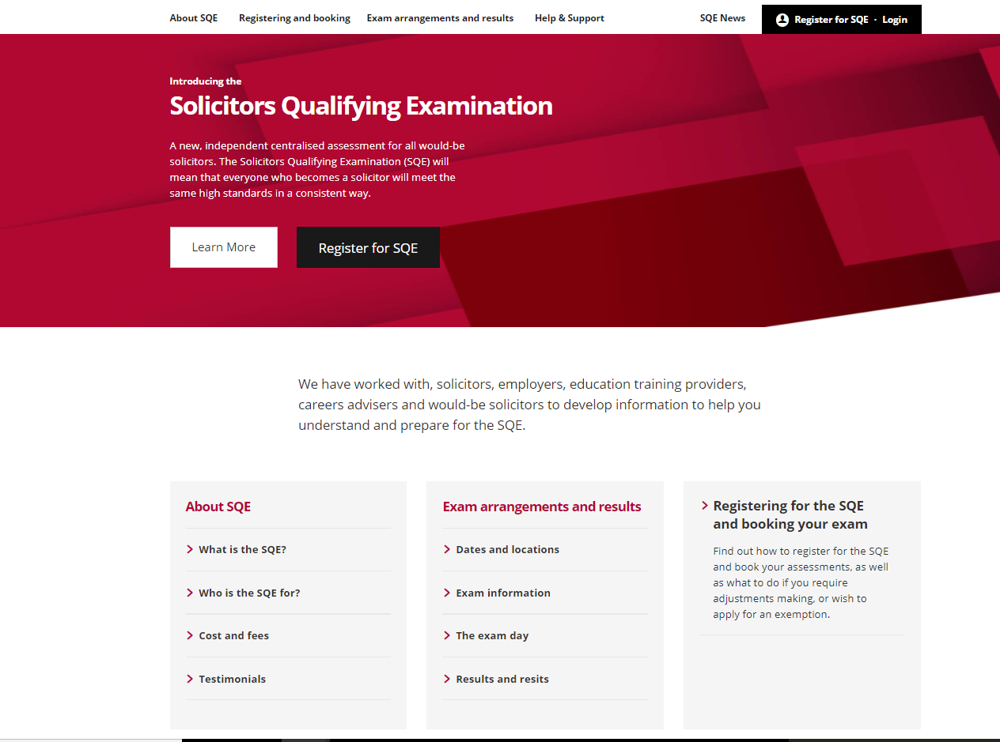 About SQE
Registering and booking
Exam arrangements and results
Help & Support
SQE News
Register for SQE · Login
Introducing the
Solicitors Qualifying Examination
A new, independent centralised assessment for all would-be
solicitors. The Solicitors Qualifying Examination (SQE) will
mean that everyone who becomes a solicitor will meet the
same high standards in a consistent way.
Learn More
Register for SQE
We have worked with, solicitors, employers, education training providers,
careers advisers and would-be solicitors to develop information to help you
understand and prepare for the SQE.
About SQE
What is the SQE?
Who is the SQE for?
Cost and fees
Testimonials
Exam arrangements and results
Dates and locations
Exam information
The exam day
Results and resits
Registering for the SQE
and booking your exam
Find out how to register for the SQE
and book your assessments, as well
as what to do if you require
adjustments making, or wish to
apply for an exemption.